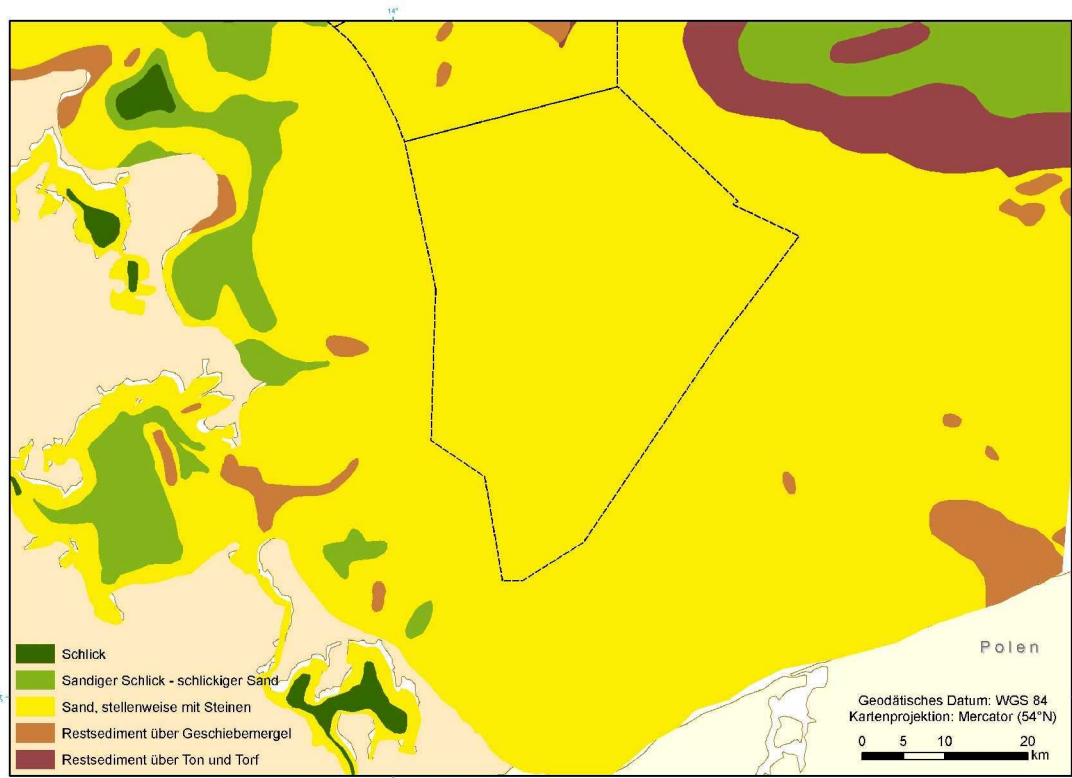 14°
Schlick
Sandiger Schlick - schlickiger Sand
Sand, stellenweise mit Steinen
Restsediment über Geschiebemergel
Restsediment über Ton und Torf
Polen
Geodätisches Datum: WGS 84
Kartenprojektion: Mercator (54°N)
0 5 10 20
km